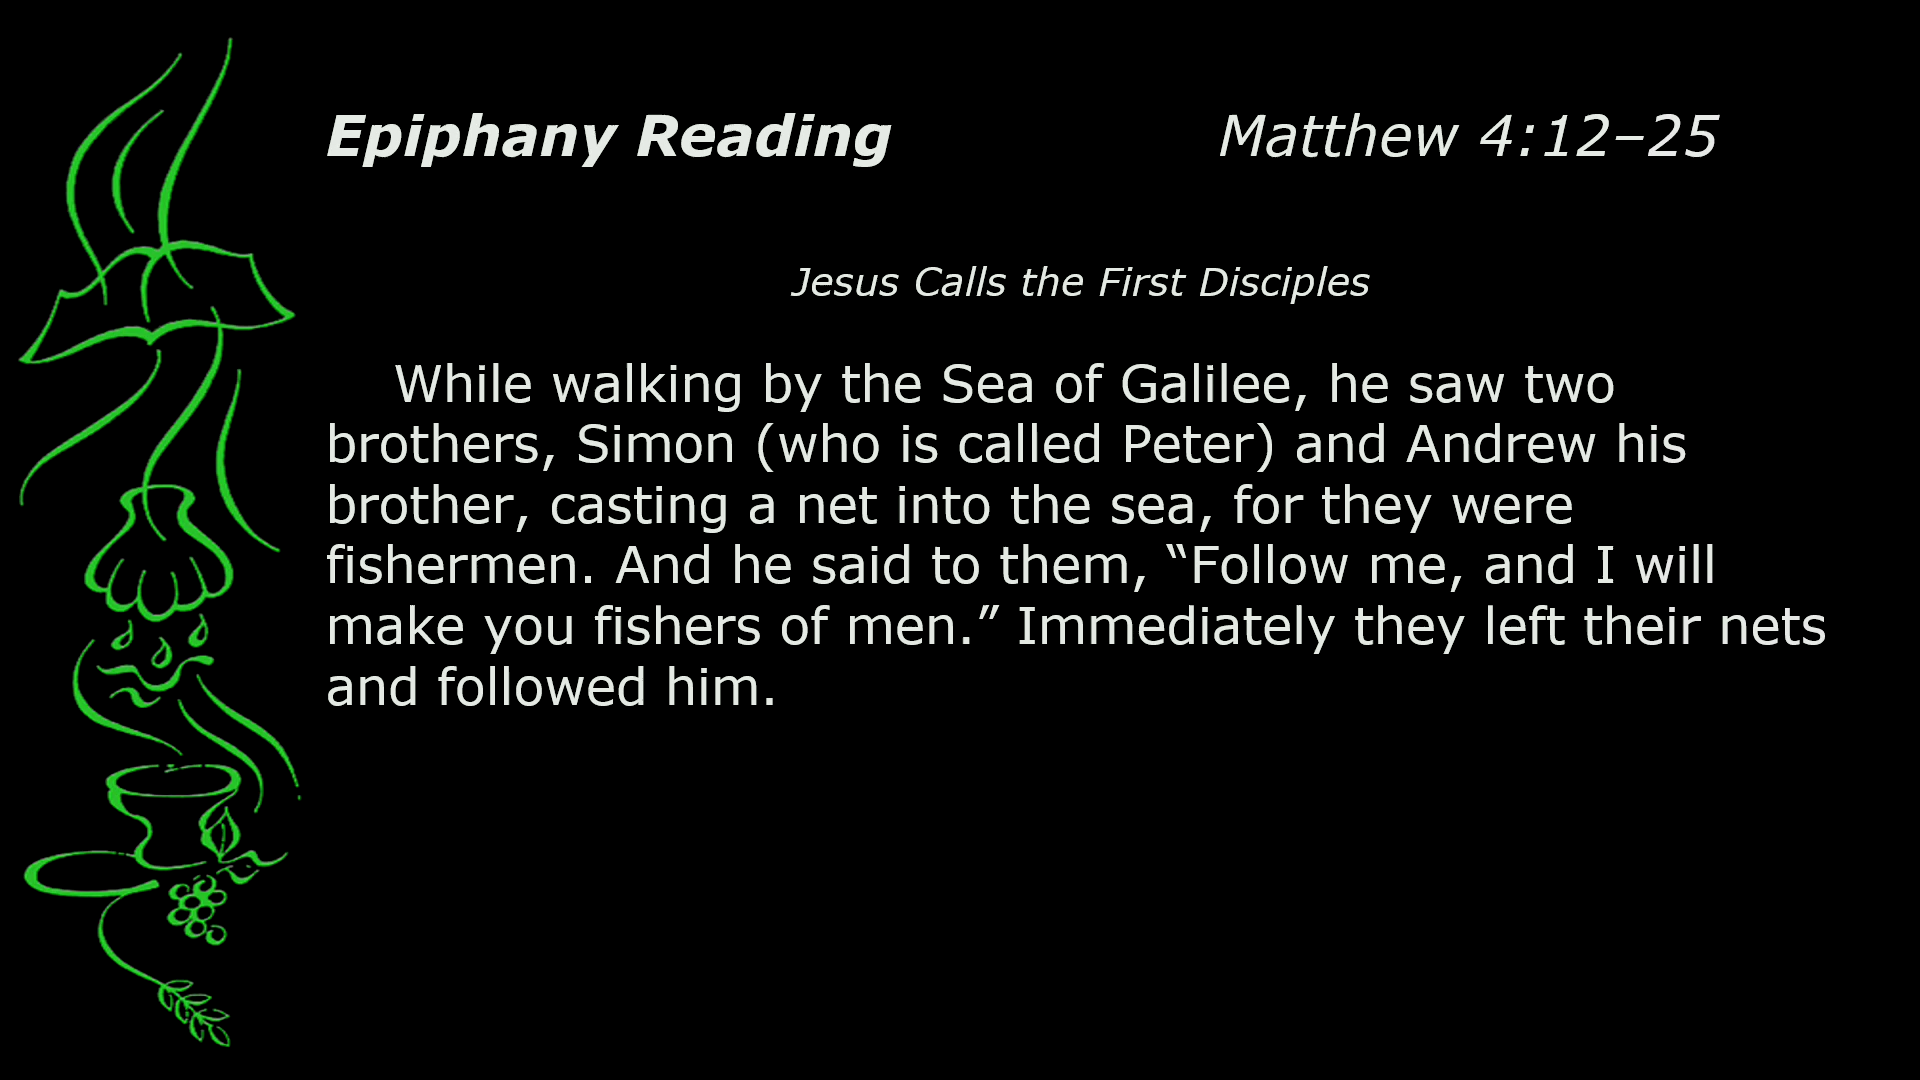 Epiphany Reading Matthew 4:12–25
Jesus Calls the First Disciples
While walking by the Sea of Galilee, he saw two
brothers, Simon (who is called Peter) and Andrew his
brother, casting a net into the sea, for they were
fishermen. And he said to them, “Follow me, and I will
make you fishers of men.” Immediately they left their nets
and followed him.